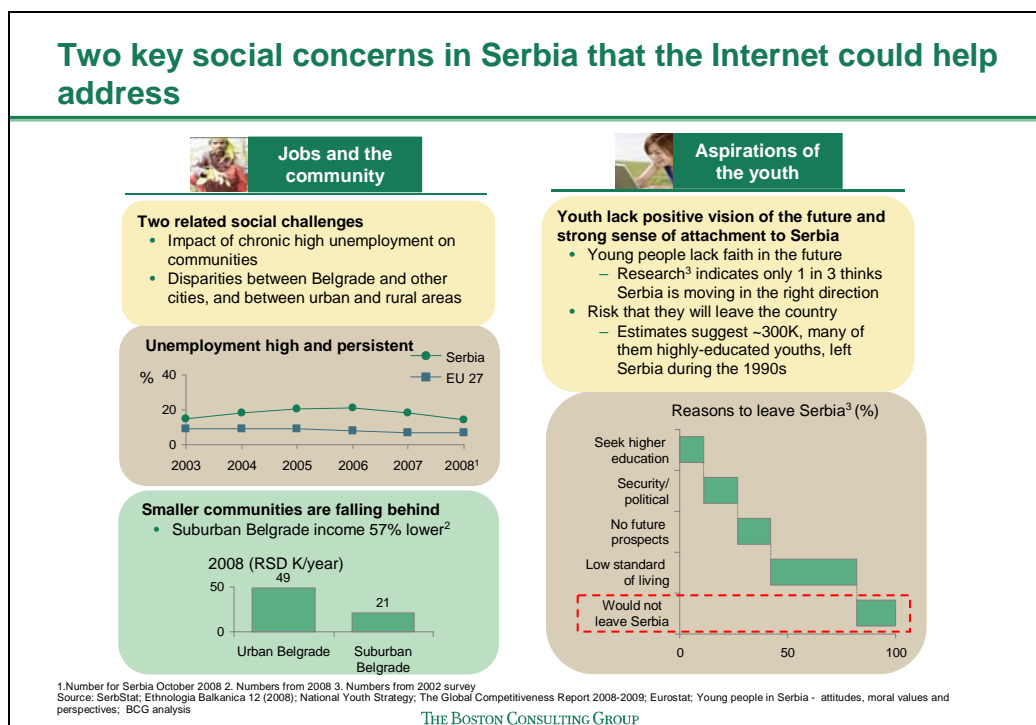 Two key social concerns in Serbia that the Internet could help
address
Jobs and the
community
Two related social challenges
• Impact of chronic high unemployment on
communities
• Disparities between Belgrade and other
cities, and between urban and rural areas
Unemployment high and persistent
Serbia
EU 27
%
40
20
0
2003 2004 2005 2006 2007 2008¹
Smaller communities are falling behind
• Suburban Belgrade income 57% lower²
2008 (RSD K/year)
50
0
49
21
Urban Belgrade
Suburban
Belgrade
Aspirations of
the youth
Youth lack positive vision of the future and
strong sense of attachment to Serbia
• Young people lack faith in the future
– Research³ indicates only 1 in 3 thinks
Serbia is moving in the right direction
• Risk that they will leave the country
– Estimates suggest ~300K, many of
them highly-educated youths, left
Serbia during the 1990s
Reasons to leave Serbia³ (%)
Seek higher
education
Security/
political
No future
prospects
Low standard
of living
Would not
leave Serbia
0 50 100
1.Number for Serbia October 2008 2. Numbers from 2008 3. Numbers from 2002 survey
Source: SerbStat; Ethnologia Balkanica 12 (2008); National Youth Strategy; The Global Competitiveness Report 2008-2009; Eurostat; Young people in Serbia - attitudes, moral values and
perspectives; BCG analysis
THE BOSTON CONSULTING GROUP